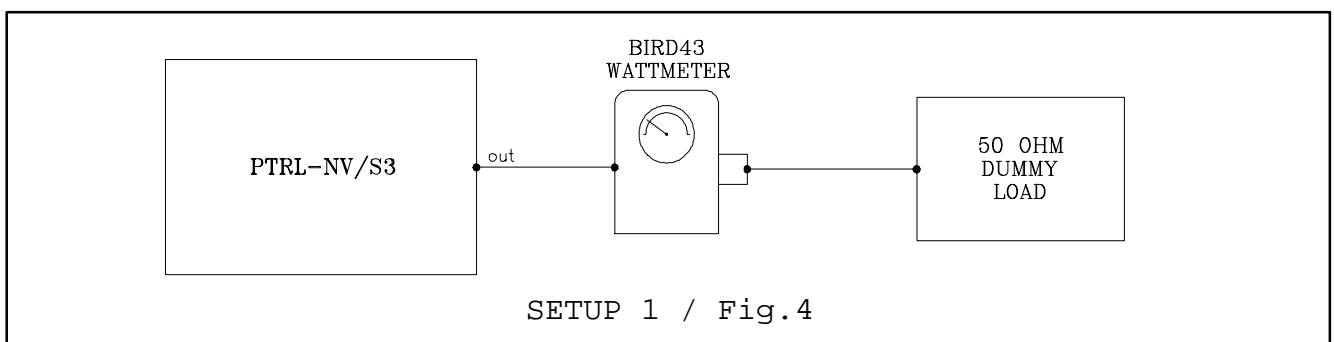 BIRD43
WATTMETER
PTRL-NV/S3
out
50 OHM
DUMMY
LOAD
SETUP 1 / Fig.4